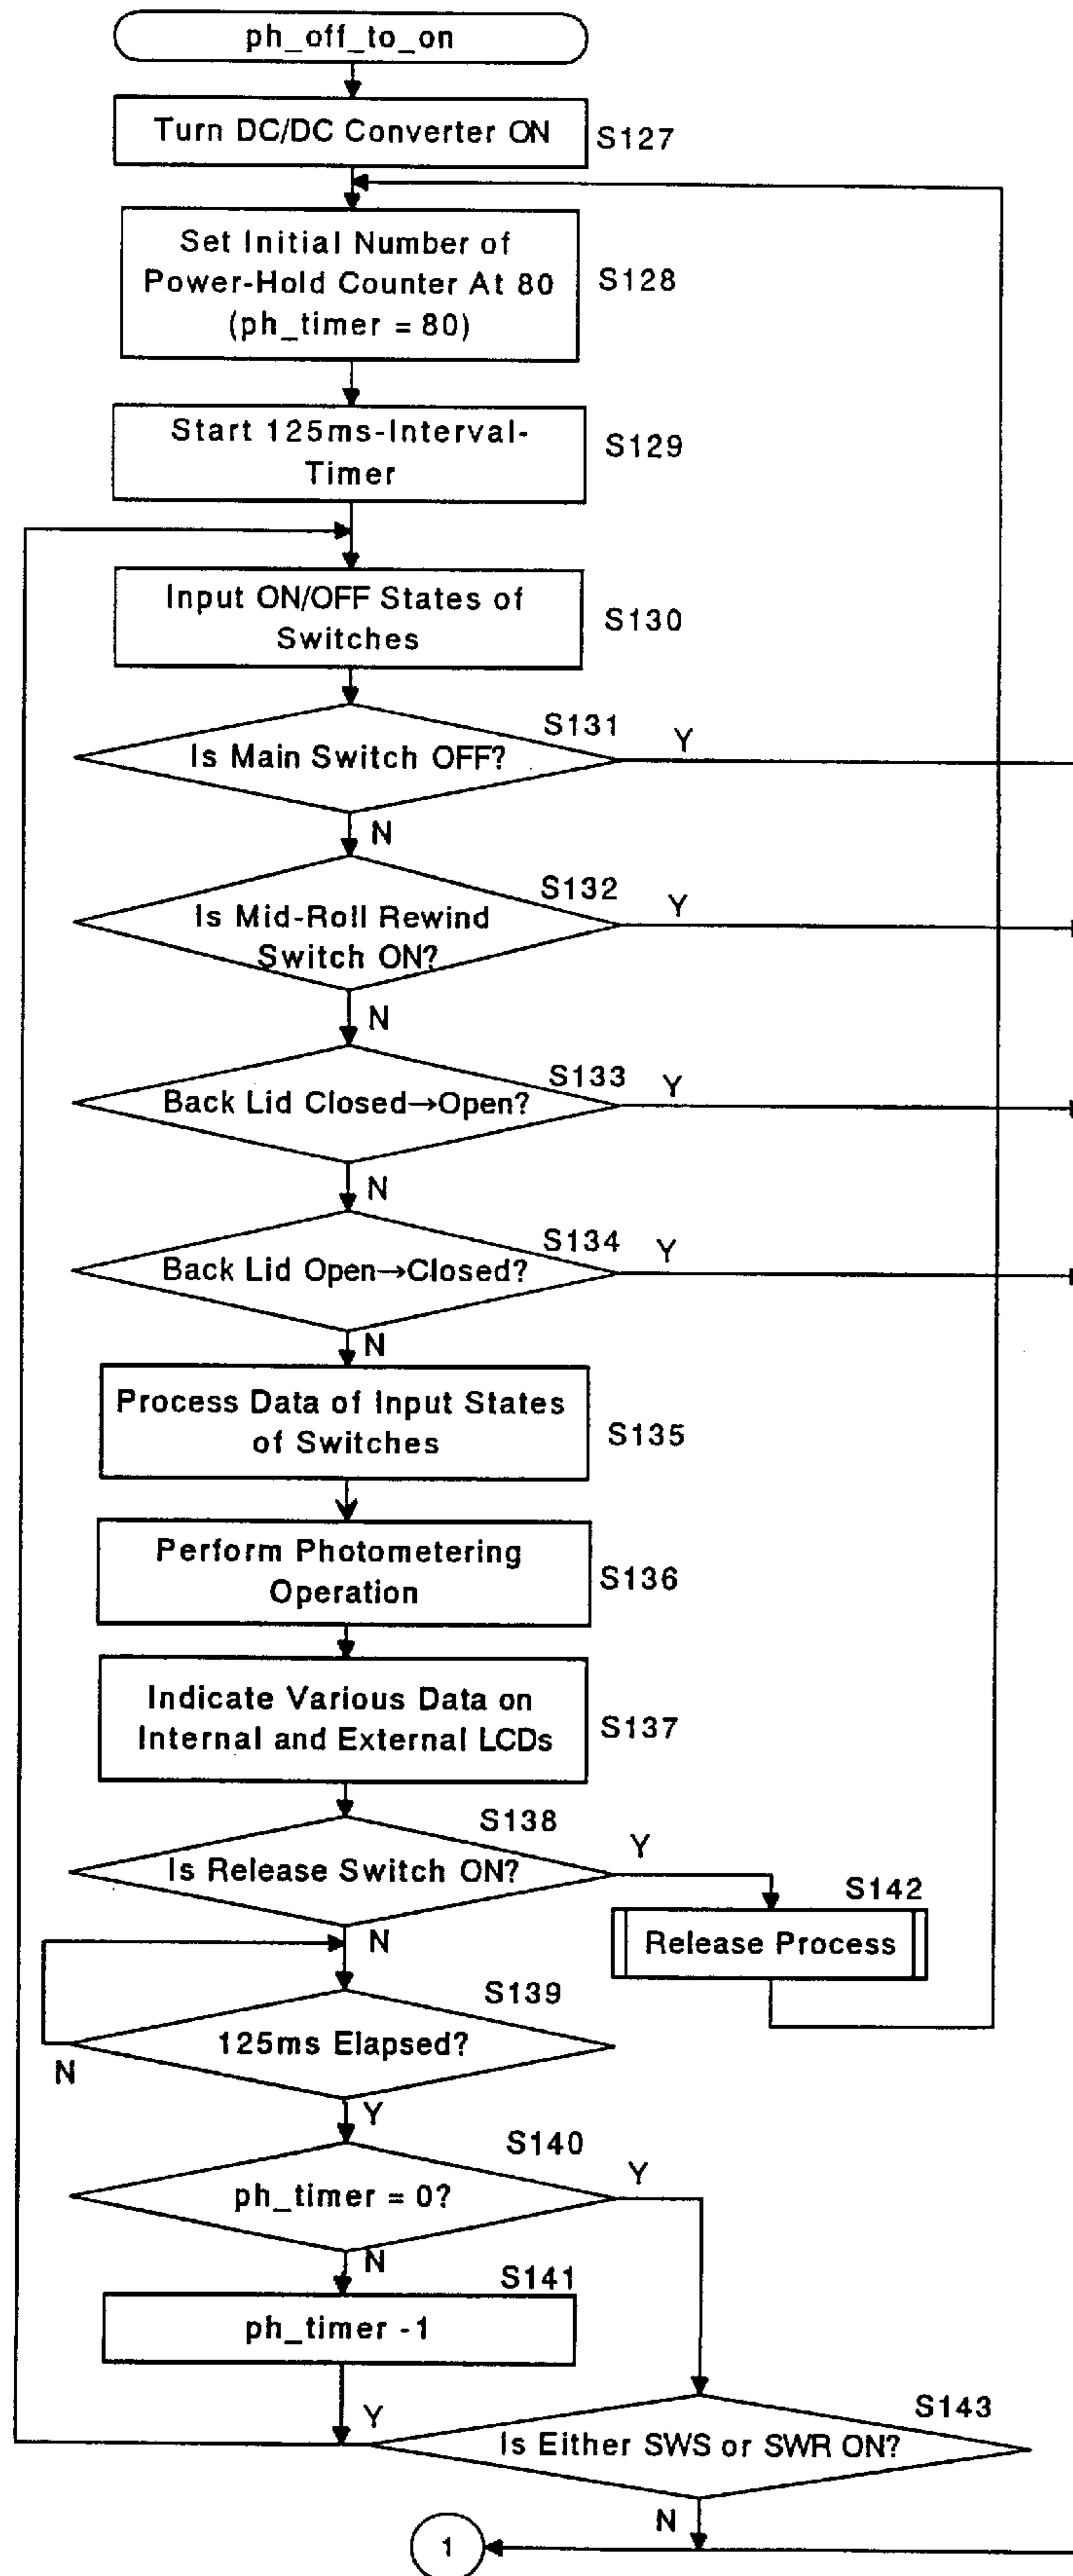 ph_off_to_on
Turn DC/DC Converter ON
S127
Set Initial Number of
Power-Hold Counter At 80
(ph_timer = 80)
S128
Start 125ms-Interval-
Timer
S129
Input ON/OFF States of
Switches
S130
S131
Is Main Switch OFF?
Y
N
S132
Is Mid-Roll Rewind
Switch ON?
Y
N
S133
Back Lid Closed→Open?
Y
N
S134
Back Lid Open→Closed?
Y
N
Process Data of Input States
of Switches
S135
Perform Photometering
Operation
S136
Indicate Various Data on
Internal and External LCDs
S137
S138
Is Release Switch ON?
Y
N
S142
Release Process
S139
125ms Elapsed?
N
Y
S140
ph_timer = 0?
Y
N
S141
ph_timer -1
Y
S143
Is Either SWS or SWR ON?
N
1